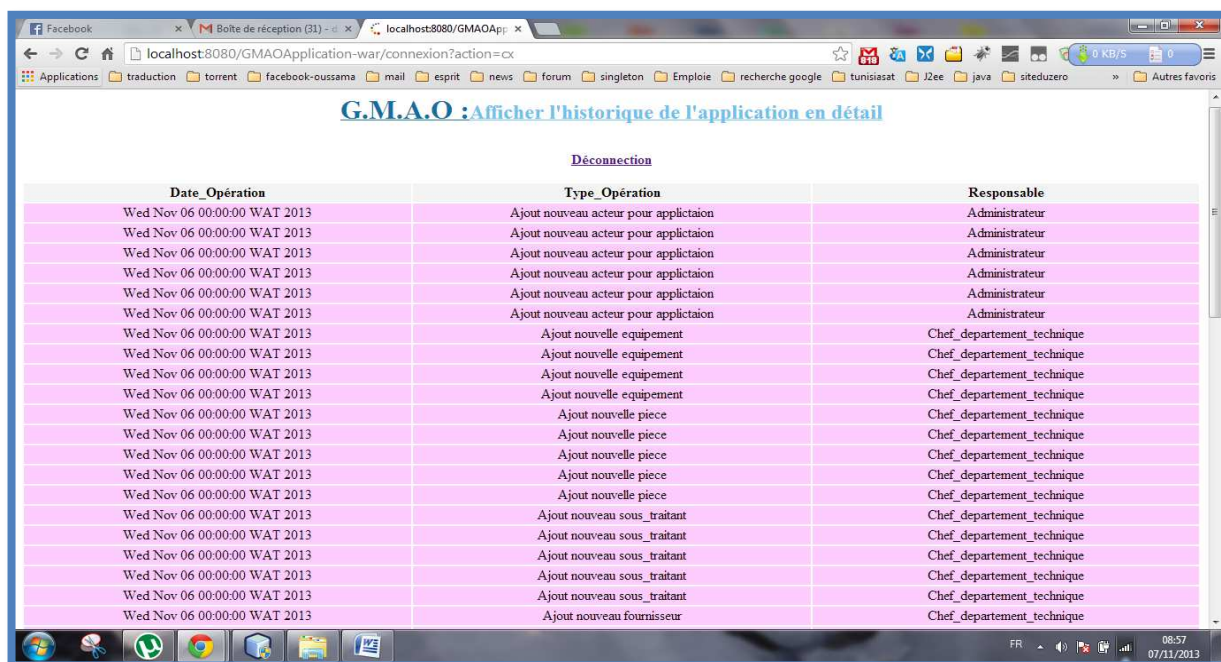 Facebook
Boîte de réception (31) - d
localhost:8080/GMAOApp
localhost:8080/GMAOApplication-war/connexion?action=cx
0 KB/S 0
Applications traduction torrent facebook-oussama mail esprit news forum singleton Emploie recherche google tunisiasat J2ee java siteduzero » Autres favoris
G.M.A.O :Afficher l'historique de l'application en détail
Déconnection
Date_Opération Type_Opération Responsable
Wed Nov 06 00:00:00 WAT 2013 Ajout nouveau acteur pour applictaion Administrateur
Wed Nov 06 00:00:00 WAT 2013 Ajout nouveau acteur pour applictaion Administrateur
Wed Nov 06 00:00:00 WAT 2013 Ajout nouveau acteur pour applictaion Administrateur
Wed Nov 06 00:00:00 WAT 2013 Ajout nouveau acteur pour applictaion Administrateur
Wed Nov 06 00:00:00 WAT 2013 Ajout nouveau acteur pour applictaion Administrateur
Wed Nov 06 00:00:00 WAT 2013 Ajout nouveau acteur pour applictaion Administrateur
Wed Nov 06 00:00:00 WAT 2013 Ajout nouvelle equipement Chef_departement_technique
Wed Nov 06 00:00:00 WAT 2013 Ajout nouvelle equipement Chef_departement_technique
Wed Nov 06 00:00:00 WAT 2013 Ajout nouvelle equipement Chef_departement_technique
Wed Nov 06 00:00:00 WAT 2013 Ajout nouvelle equipement Chef_departement_technique
Wed Nov 06 00:00:00 WAT 2013 Ajout nouvelle piece Chef_departement_technique
Wed Nov 06 00:00:00 WAT 2013 Ajout nouvelle piece Chef_departement_technique
Wed Nov 06 00:00:00 WAT 2013 Ajout nouvelle piece Chef_departement_technique
Wed Nov 06 00:00:00 WAT 2013 Ajout nouvelle piece Chef_departement_technique
Wed Nov 06 00:00:00 WAT 2013 Ajout nouvelle piece Chef_departement_technique
Wed Nov 06 00:00:00 WAT 2013 Ajout nouveau sous_traitant Chef_departement_technique
Wed Nov 06 00:00:00 WAT 2013 Ajout nouveau sous_traitant Chef_departement_technique
Wed Nov 06 00:00:00 WAT 2013 Ajout nouveau sous_traitant Chef_departement_technique
Wed Nov 06 00:00:00 WAT 2013 Ajout nouveau sous_traitant Chef_departement_technique
Wed Nov 06 00:00:00 WAT 2013 Ajout nouveau sous_traitant Chef_departement_technique
Wed Nov 06 00:00:00 WAT 2013 Ajout nouveau fournisseur Chef_departement_technique
FR 08:57
07/11/2013